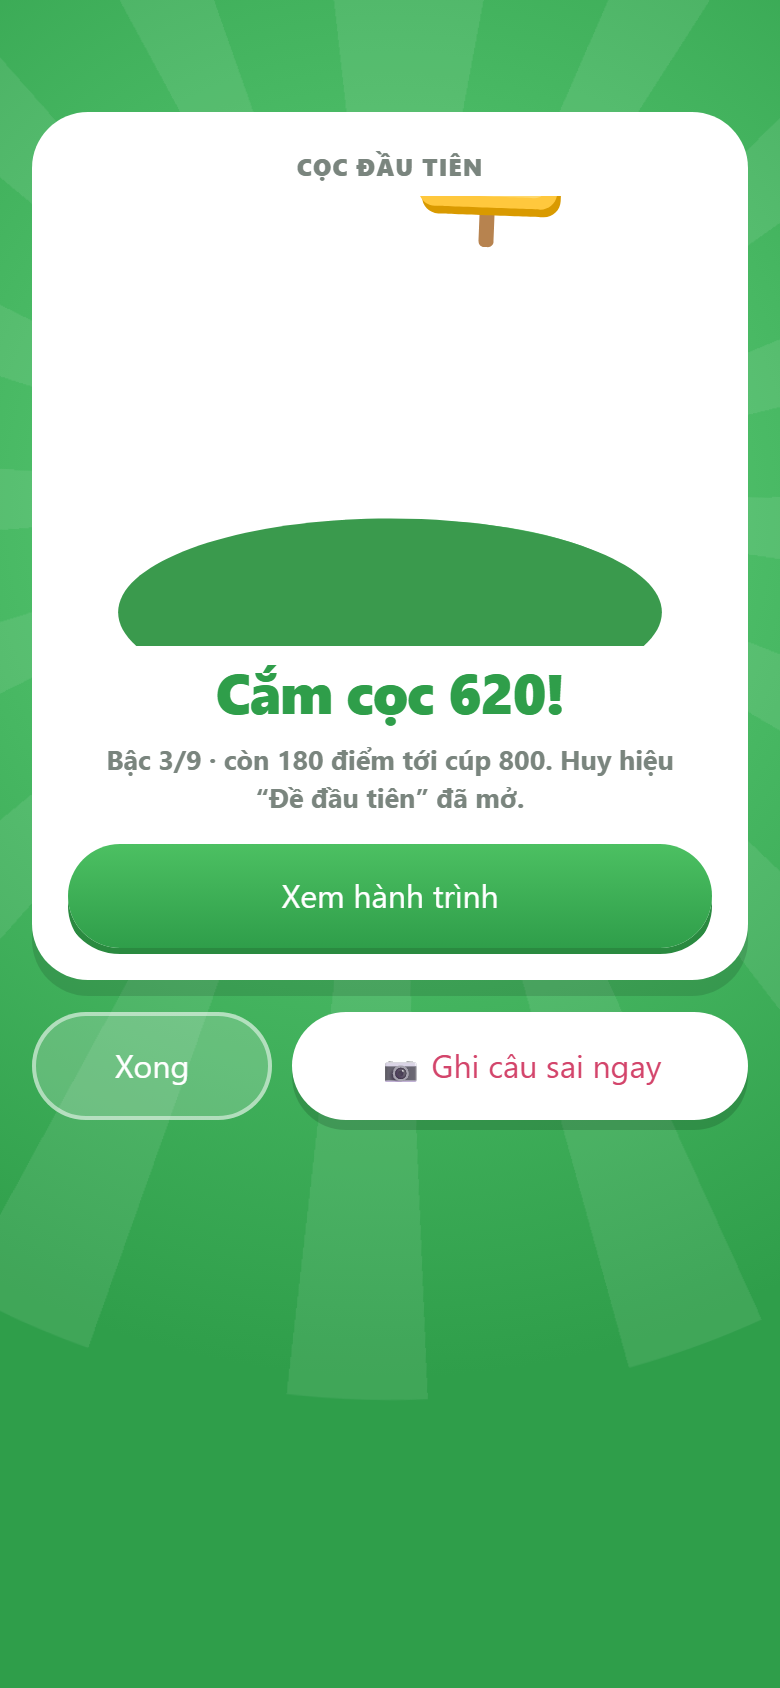 CỌC ĐẦU TIÊN
Cắm cọc 620!
Bậc 3/9 · còn 180 điểm tới cúp 800. Huy hiệu
“Đề đầu tiên” đã mở.
Xem hành trình
Xong
Ghi câu sai ngay